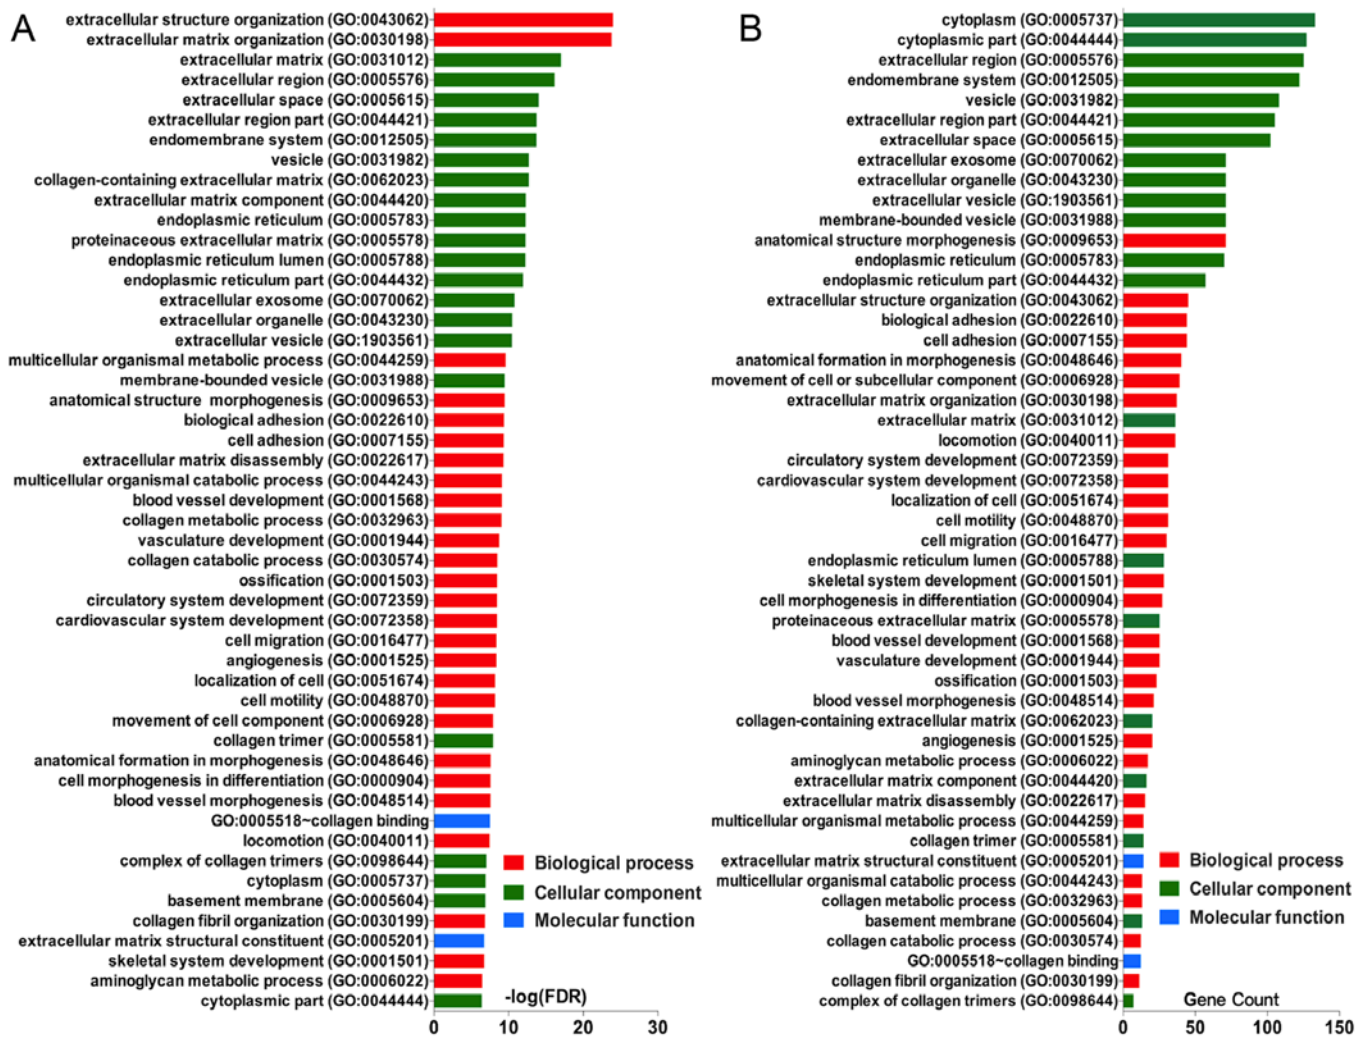 A
extracellular structure organization (GO:0043062)
extracellular matrix organization (GO:0030198)
extracellular matrix (GO:0031012)
extracellular region (GO:0005576)
extracellular space (GO:0005615)
extracellular region part (GO:0044421)
endomembrane system (GO:0012505)
vesicle (GO:0031982)
collagen-containing extracellular matrix (GO:0062023)
extracellular matrix component (GO:0044420)
endoplasmic reticulum (GO:0005783)
proteinaceous extracellular matrix (GO:0005578)
endoplasmic reticulum lumen (GO:0005788)
endoplasmic reticulum part (GO:0044432)
extracellular exosome (GO:0070062)
extracellular organelle (GO:0043230)
extracellular vesicle (GO:1903561)
multicellular organismal metabolic process (GO:0044259)
membrane-bounded vesicle (GO:0031988)
anatomical structure morphogenesis (GO:0009653)
biological adhesion (GO:0022610)
cell adhesion (GO:0007155)
extracellular matrix disassembly (GO:0022617)
multicellular organismal catabolic process (GO:0044243)
blood vessel development (GO:0001568)
collagen metabolic process (GO:0032963)
vasculature development (GO:0001944)
collagen catabolic process (GO:0030574)
ossification (GO:0001503)
circulatory system development (GO:0072359)
cardiovascular system development (GO:0072358)
cell migration (GO:0016477)
angiogenesis (GO:0001525)
localization of cell (GO:0051674)
cell motility (GO:0048870)
movement of cell component (GO:0006928)
collagen trimer (GO:0005581)
anatomical formation in morphogenesis (GO:0048646)
cell morphogenesis in differentiation (GO:0000904)
blood vessel morphogenesis (GO:0048514)
GO:0005518~collagen binding
locomotion (GO:0040011)
complex of collagen trimers (GO:0098644)
cytoplasm (GO:0005737)
basement membrane (GO:0005604)
collagen fibril organization (GO:0030199)
extracellular matrix structural constituent (GO:0005201)
skeletal system development (GO:0001501)
aminoglycan metabolic process (GO:0006022)
cytoplasmic part (GO:0044444)
Biological process
Cellular component
Molecular function
-log(FDR)
0 10 20 30
B
cytoplasm (GO:0005737)
cytoplasmic part (GO:0044444)
extracellular region (GO:0005576)
endomembrane system (GO:0012505)
vesicle (GO:0031982)
extracellular region part (GO:0044421)
extracellular space (GO:0005615)
extracellular exosome (GO:0070062)
extracellular organelle (GO:0043230)
extracellular vesicle (GO:1903561)
membrane-bounded vesicle (GO:0031988)
anatomical structure morphogenesis (GO:0009653)
endoplasmic reticulum (GO:0005783)
endoplasmic reticulum part (GO:0044432)
extracellular structure organization (GO:0043062)
biological adhesion (GO:0022610)
cell adhesion (GO:0007155)
anatomical formation in morphogenesis (GO:0048646)
movement of cell or subcellular component (GO:0006928)
extracellular matrix organization (GO:0030198)
extracellular matrix (GO:0031012)
locomotion (GO:0040011)
circulatory system development (GO:0072359)
cardiovascular system development (GO:0072358)
localization of cell (GO:0051674)
cell motility (GO:0048870)
cell migration (GO:0016477)
endoplasmic reticulum lumen (GO:0005788)
skeletal system development (GO:0001501)
cell morphogenesis in differentiation (GO:0000904)
proteinaceous extracellular matrix (GO:0005578)
blood vessel development (GO:0001568)
vasculature development (GO:0001944)
ossification (GO:0001503)
blood vessel morphogenesis (GO:0048514)
collagen-containing extracellular matrix (GO:0062023)
angiogenesis (GO:0001525)
aminoglycan metabolic process (GO:0006022)
extracellular matrix component (GO:0044420)
extracellular matrix disassembly (GO:0022617)
multicellular organismal metabolic process (GO:0044259)
collagen trimer (GO:0005581)
extracellular matrix structural constituent (GO:0005201)
multicellular organismal catabolic process (GO:0044243)
collagen metabolic process (GO:0032963)
basement membrane (GO:0005604)
collagen catabolic process (GO:0030574)
GO:0005518~collagen binding
collagen fibril organization (GO:0030199)
complex of collagen trimers (GO:0098644)
Biological process
Cellular component
Molecular function
Gene Count
0 50 100 150